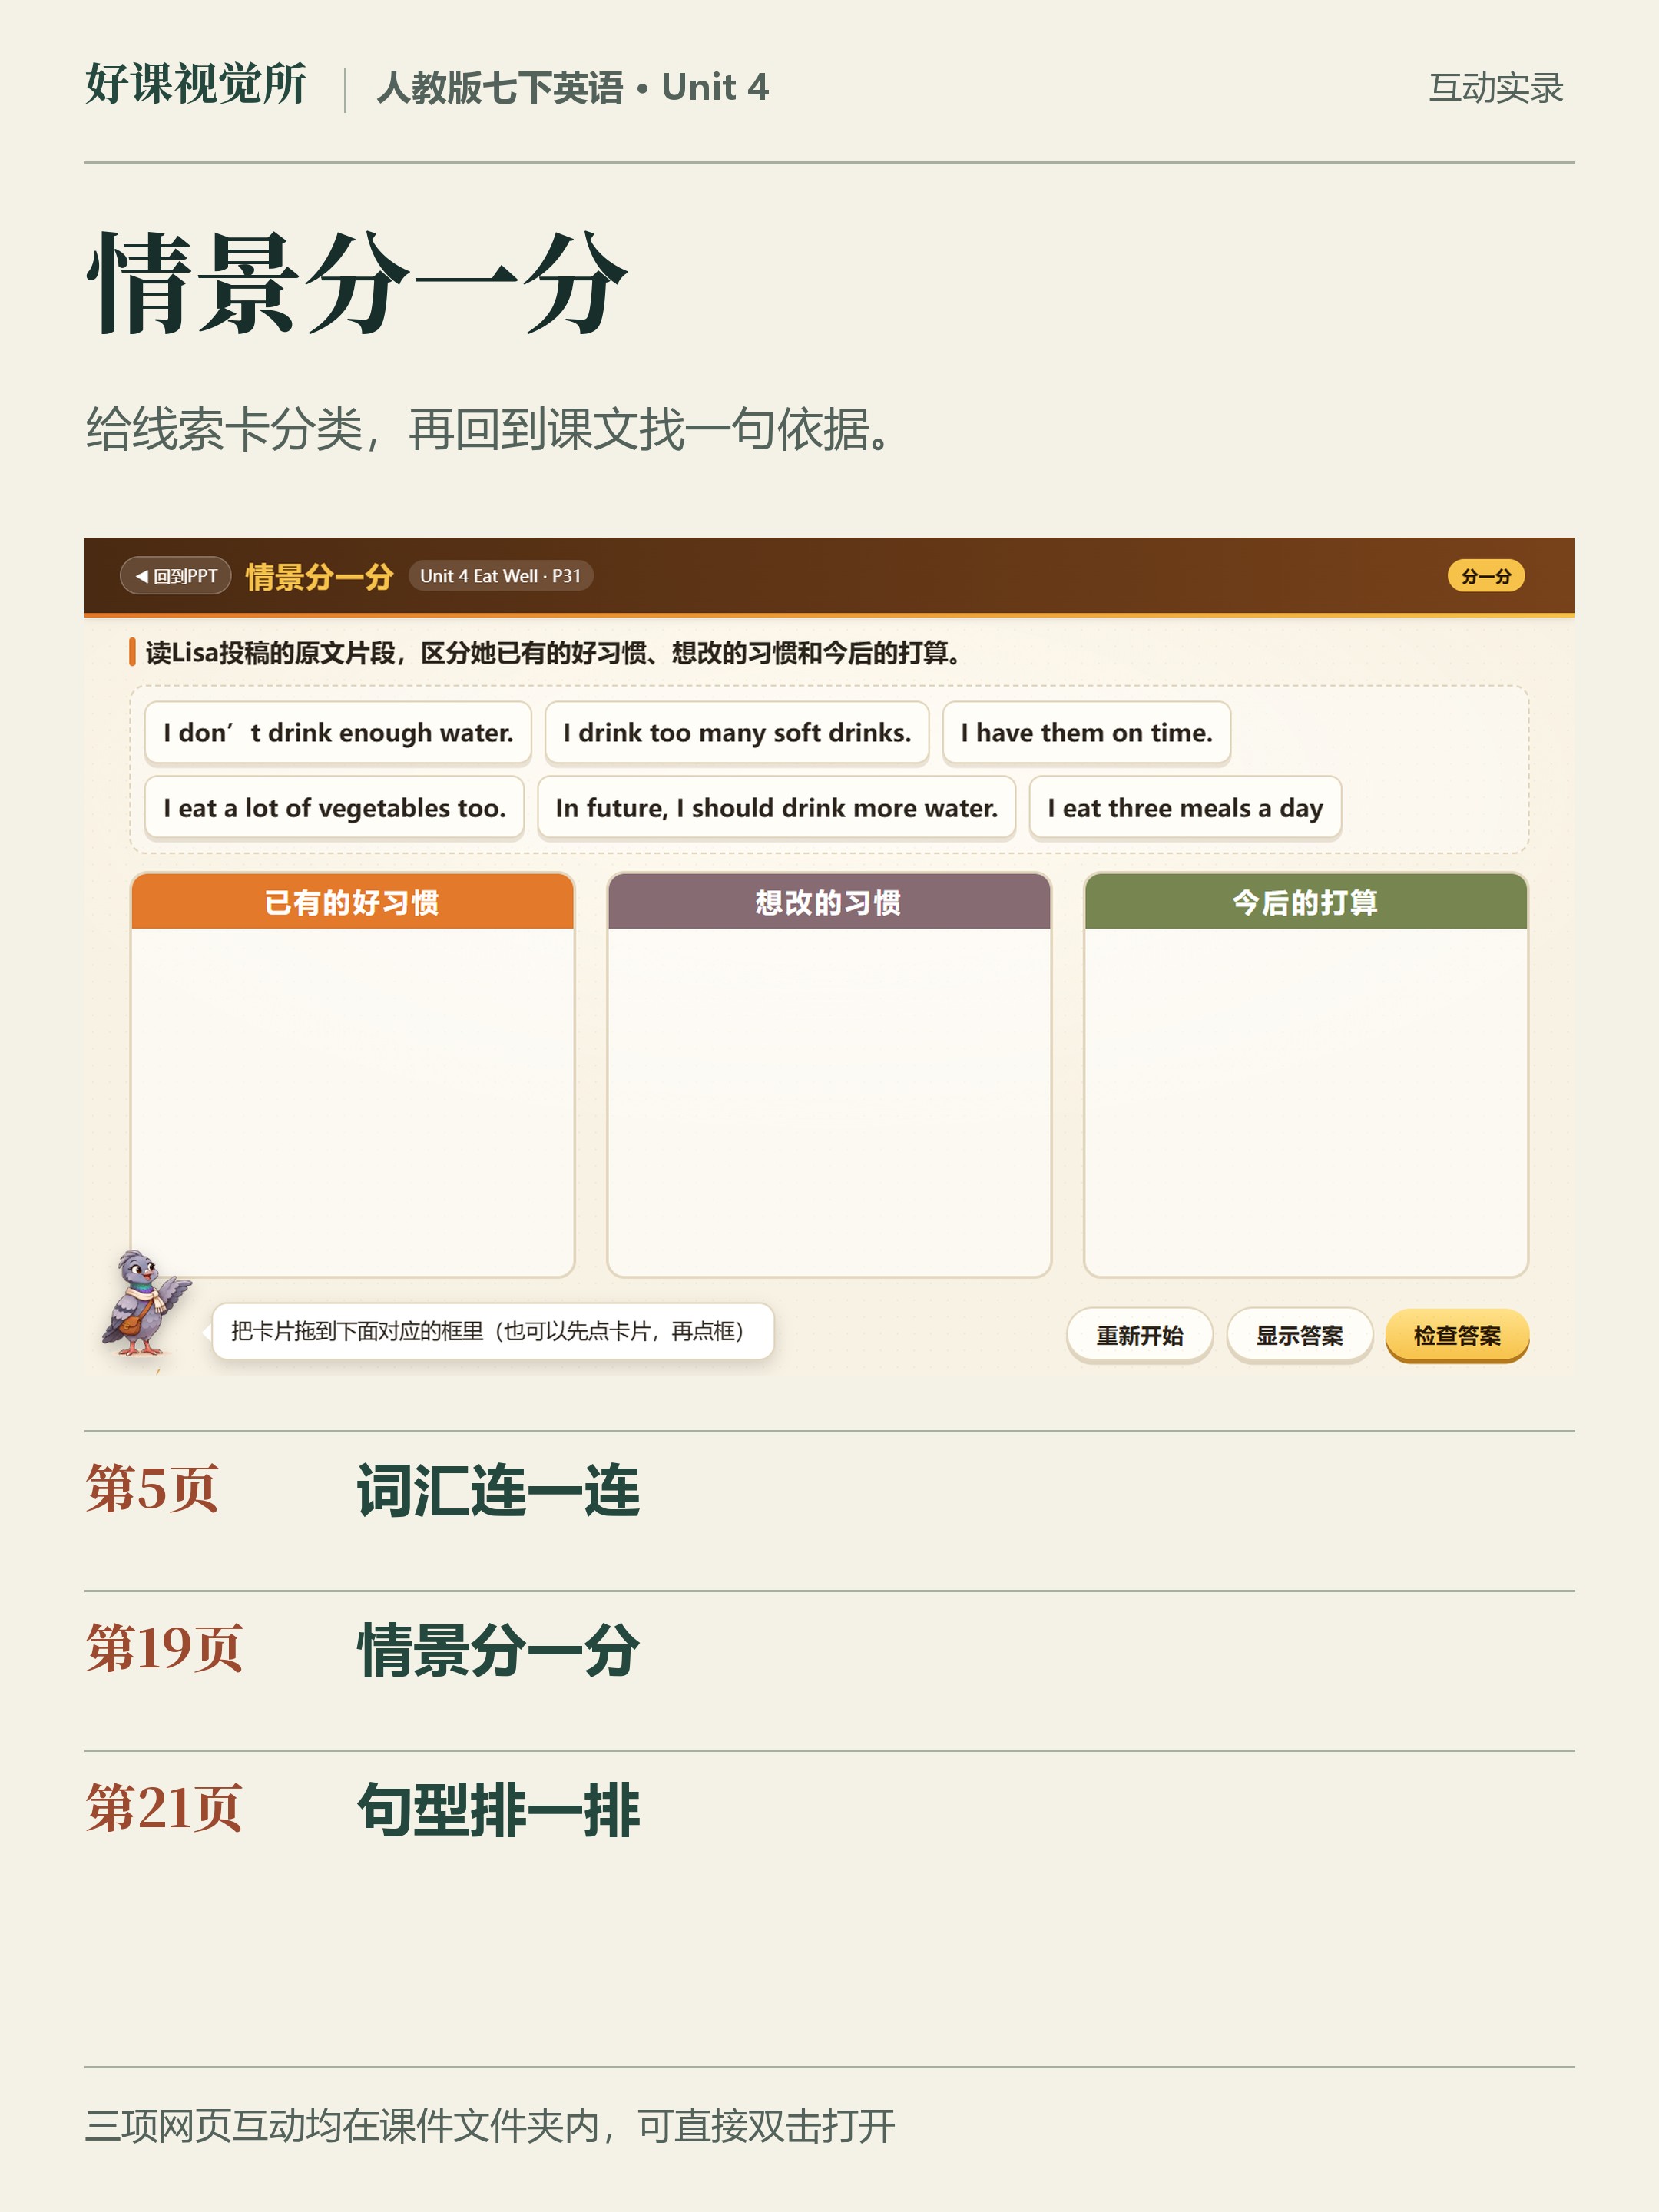 好课视觉所 人教版七下英语 • Unit 4 互动实录
情景分一分
给线索卡分类，再回到课文找一句依据。
◀ 回到PPT 情景分一分 Unit 4 Eat Well · P31 分一分
读Lisa投稿的原文片段，区分她已有的好习惯、想改的习惯和今后的打算。
I don’t drink enough water. I drink too many soft drinks. I have them on time.
I eat a lot of vegetables too. In future, I should drink more water. I eat three meals a day
已有的好习惯 想改的习惯 今后的打算
把卡片拖到下面对应的框里（也可以先点卡片，再点框） 重新开始 显示答案 检查答案
第5页 词汇连一连
第19页 情景分一分
第21页 句型排一排
三项网页互动均在课件文件夹内，可直接双击打开